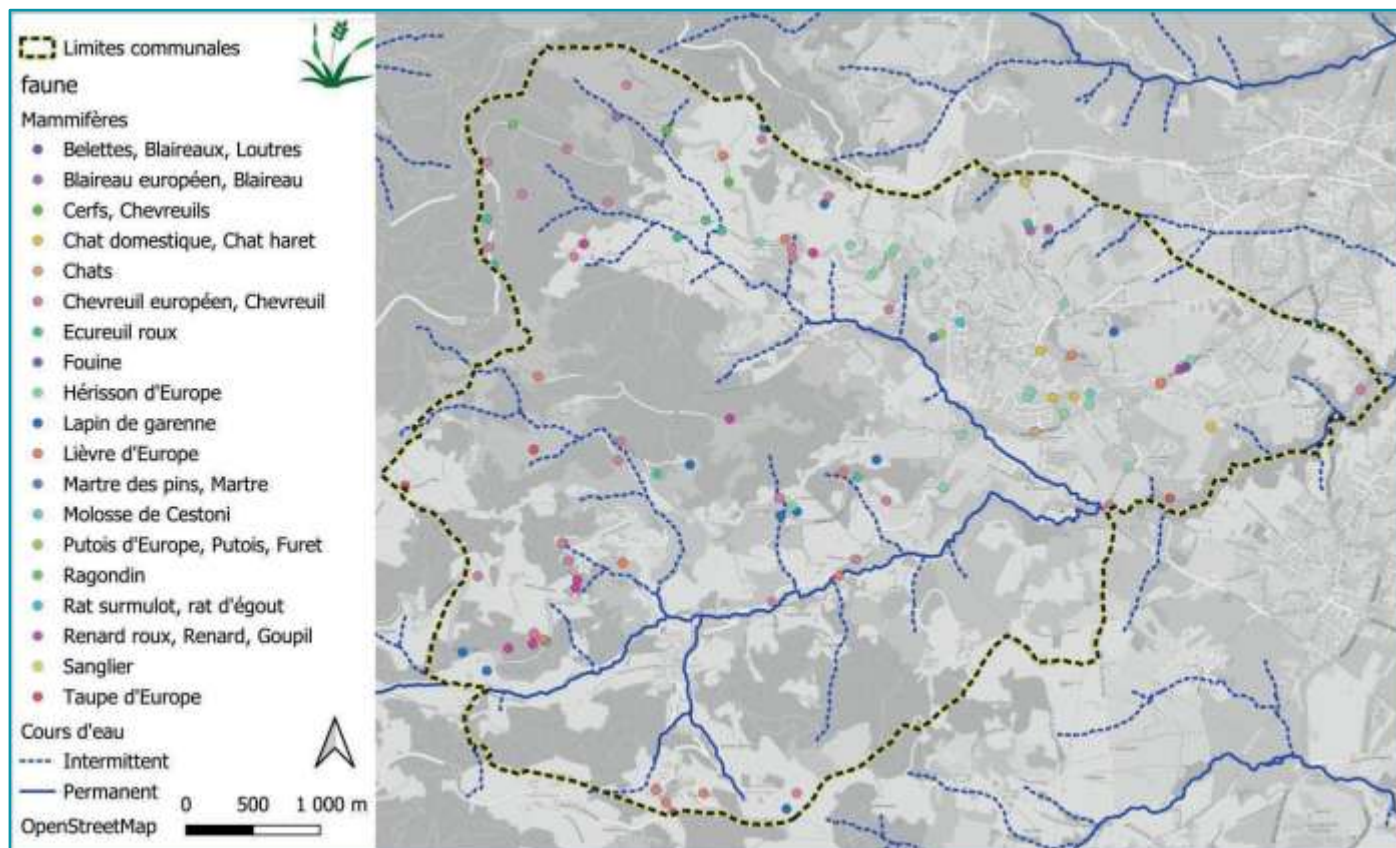 Limites communales
faune
Mammifères
Belettes, Blaireaux, Loutres
Blaireau européen, Blaireau
Cerfs, Chevreuils
Chat domestique, Chat haret
Chats
Chevreuil européen, Chevreuil
Ecureuil roux
Fouine
Hérisson d'Europe
Lapin de garenne
Lièvre d'Europe
Martre des pins, Martre
Molosse de Cestoni
Putois d'Europe, Putois, Furet
Ragondin
Rat surmulot, rat d'égout
Renard roux, Renard, Goupil
Sanglier
Taupe d'Europe
Cours d'eau
Intermittent
Permanent
0 500 1 000 m
OpenStreetMap